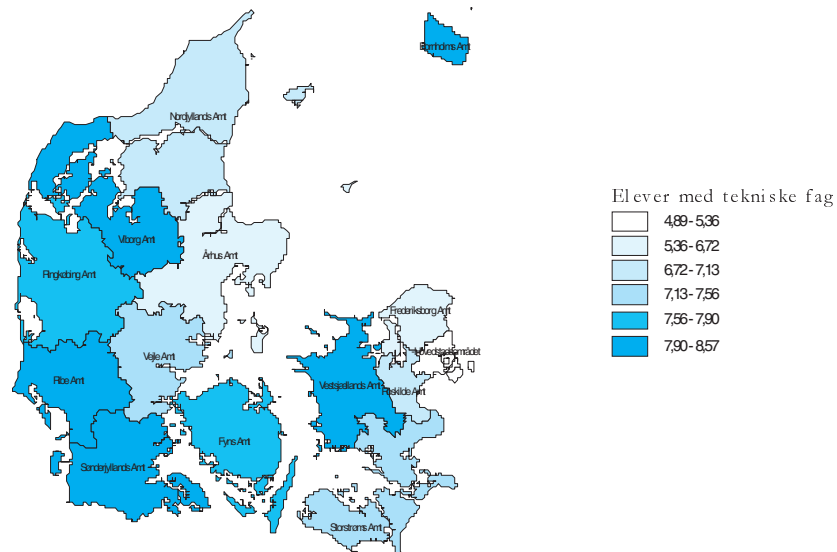 Bornholms Amt
Nordjyllands Amt
Viborg Amt
Århus Amt
Ringkøbing Amt
Frederiksborg Amt
Hovedstadsområdet
Vejle Amt
Ribe Amt
Vestsjællands Amt
Roskilde Amt
Fyns Amt
Sønderjyllands Amt
Storstrøms Amt
Elever med tekniske fag
4,89 - 5,36
5,36 - 6,72
6,72 - 7,13
7,13 - 7,56
7,56 - 7,90
7,90 - 8,57